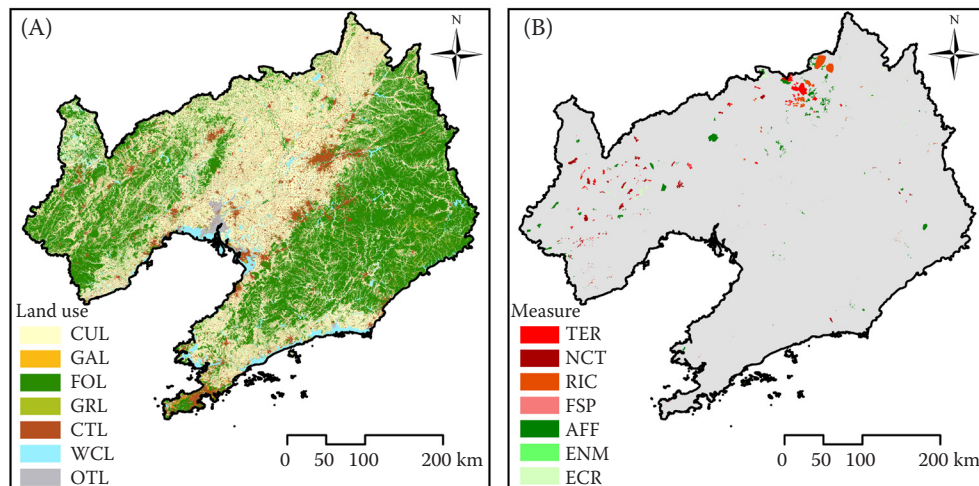 (A)
N
Land use
CUL
GAL
FOL
GRL
CTL
WCL
OTL
0 50 100 200 km
(B)
N
Measure
TER
NCT
RIC
FSP
AFF
ENM
ECR
0 50 100 200 km